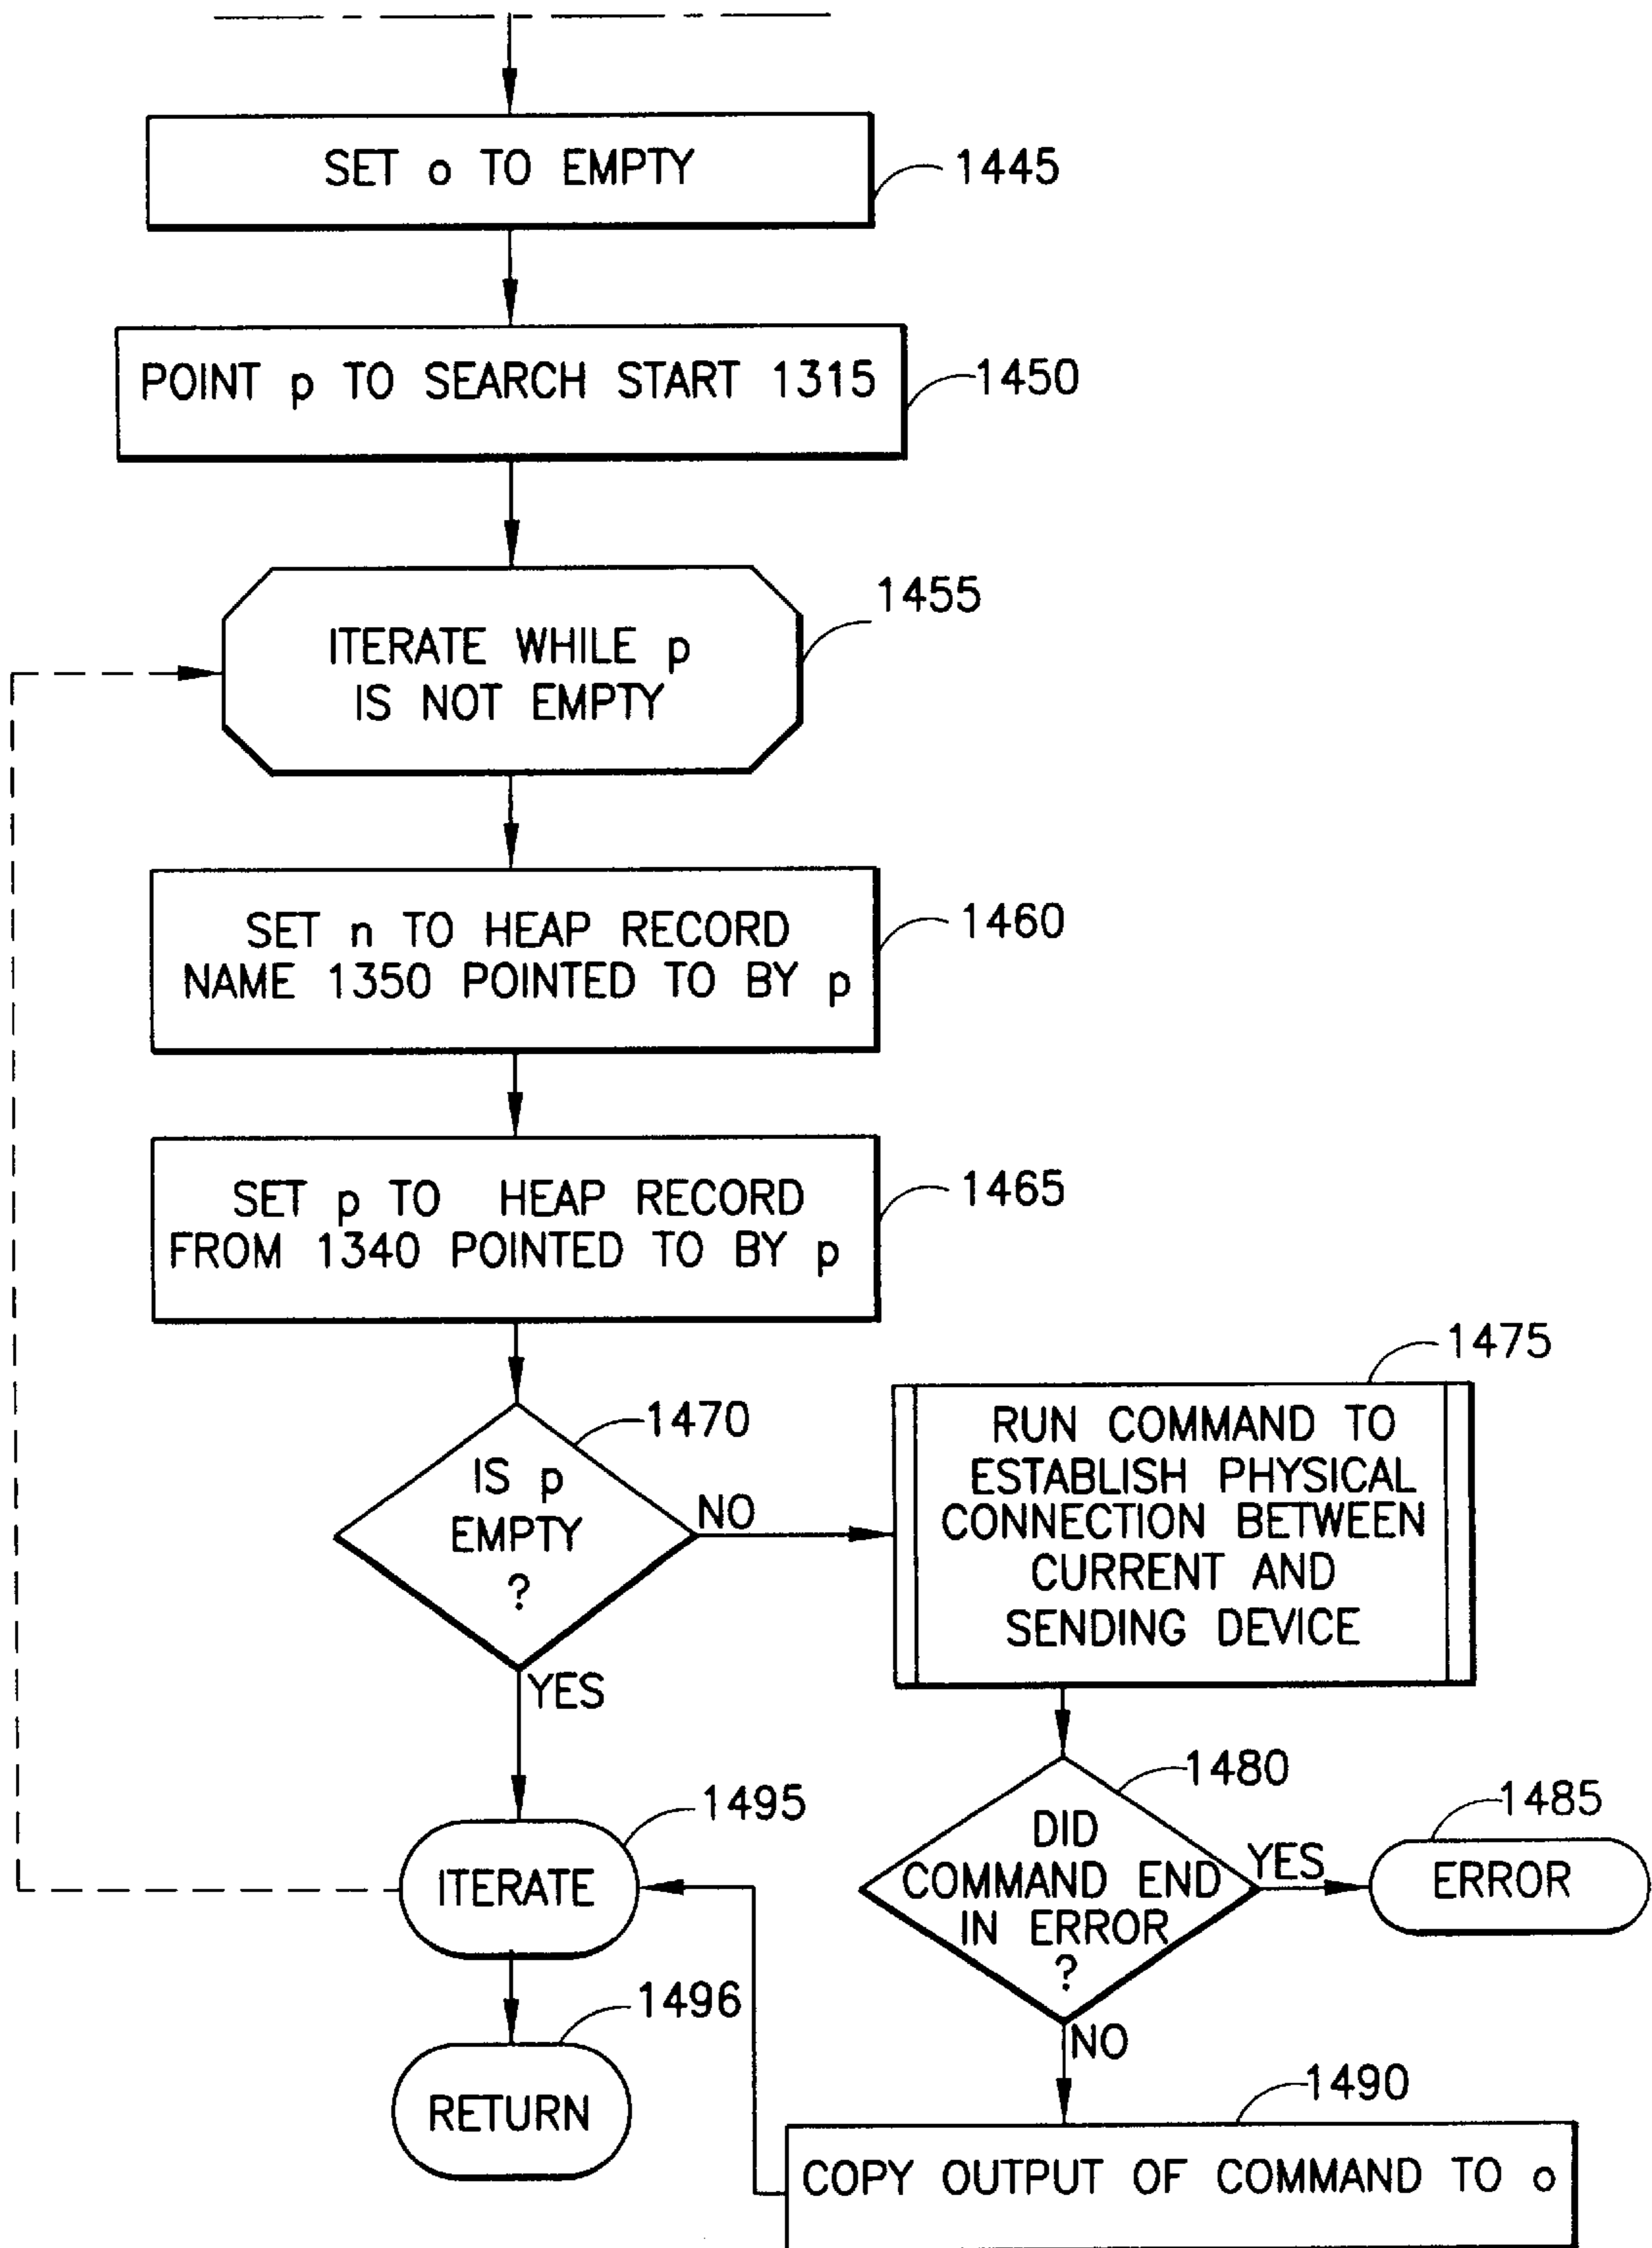 SET o TO EMPTY
1445
POINT p TO SEARCH START 1315
1450
1455
ITERATE WHILE p
IS NOT EMPTY
SET n TO HEAP RECORD
NAME 1350 POINTED TO BY p
1460
SET p TO HEAP RECORD
FROM 1340 POINTED TO BY p
1465
1470
IS p
EMPTY
?
NO
YES
1475
RUN COMMAND TO
ESTABLISH PHYSICAL
CONNECTION BETWEEN
CURRENT AND
SENDING DEVICE
1480
DID
COMMAND END
IN ERROR
?
YES
NO
1485
ERROR
1495
ITERATE
1496
RETURN
1490
COPY OUTPUT OF COMMAND TO o